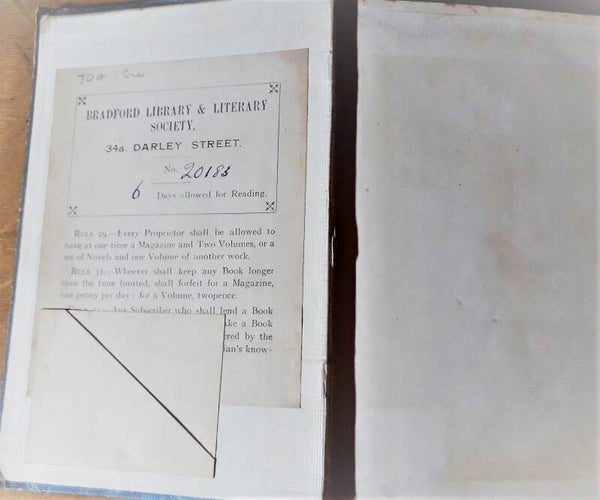 704
BRADFORD LIBRARY & LITERARY
SOCIETY.
34a. DARLEY STREET.
No. 20183
6 Days allowed for Reading.
RULE 29.—Every Proprietor shall be allowed to
have at one time a Magazine and Two Volumes, or a
set of Novels and one Volume of another work.
RULE 31.—Whoever shall keep any Book longer
than the time limited, shall forfeit for a Magazine,
one penny per day; for a Volume, twopence.
Any Subscriber who shall lend a Book
ake a Book
ered by the
ian's know-